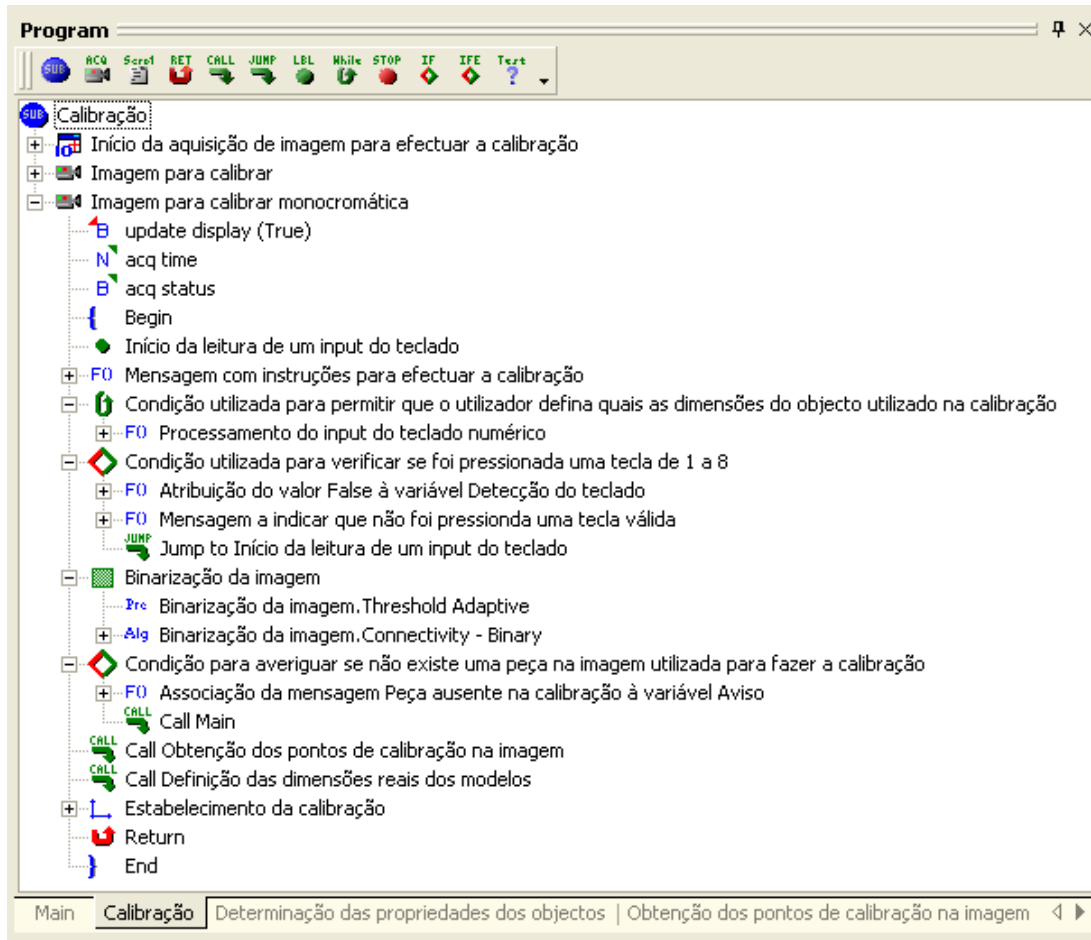 Program
SUB ACQ Scrpt RET CALL JUMP LBL While STOP IF IFE Test ?
SUB Calibração
Início da aquisição de imagem para efectuar a calibração
Imagem para calibrar
Imagem para calibrar monocromática
B update display (True)
N acq time
B acq status
{ Begin
Início da leitura de um input do teclado
F() Mensagem com instruções para efectuar a calibração
Condição utilizada para permitir que o utilizador defina quais as dimensões do objecto utilizado na calibração
F() Processamento do input do teclado numérico
Condição utilizada para verificar se foi pressionada uma tecla de 1 a 8
F() Atribuição do valor False à variável Detecção do teclado
F() Mensagem a indicar que não foi pressionda uma tecla válida
JUMP Jump to Início da leitura de um input do teclado
Binarização da imagem
Pre Binarização da imagem.Threshold Adaptive
Alg Binarização da imagem.Connectivity - Binary
Condição para averiguar se não existe uma peça na imagem utilizada para fazer a calibração
F() Associação da mensagem Peça ausente na calibração à variável Aviso
CALL Call Main
CALL Call Obtenção dos pontos de calibração na imagem
CALL Call Definição das dimensões reais dos modelos
Estabelecimento da calibração
Return
} End
Main Calibração Determinação das propriedades dos objectos | Obtenção dos pontos de calibração na imagem